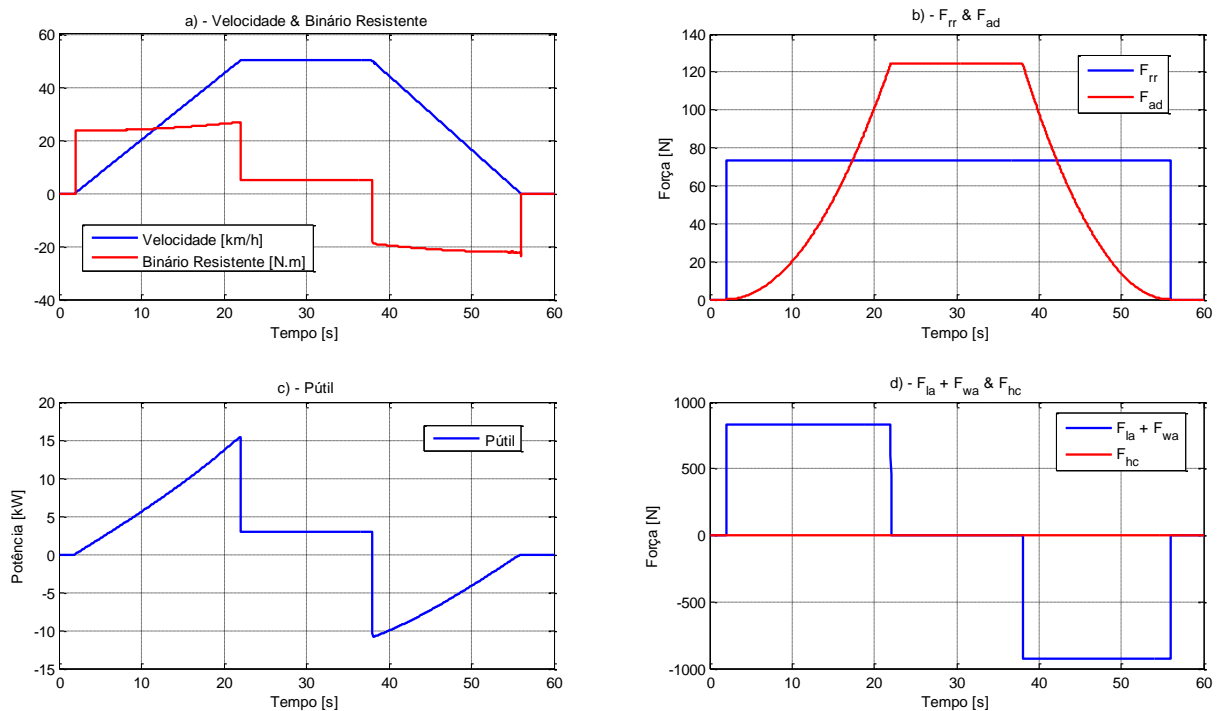 a) - Velocidade & Binário Resistente
60
40
20
0
-20
-40
0 10 20 30 40 50 60
Tempo [s]
Velocidade [km/h]
Binário Resistente [N.m]
b) - Frr & Fad
140
120
100
80
60
40
20
0
Força [N]
0 10 20 30 40 50 60
Tempo [s]
Frr
Fad
c) - Pútil
20
15
10
5
0
-5
-10
-15
Potência [kW]
0 10 20 30 40 50 60
Tempo [s]
Pútil
d) - Fla + Fwa & Fhc
1000
500
0
-500
-1000
Força [N]
0 10 20 30 40 50 60
Tempo [s]
Fla + Fwa
Fhc